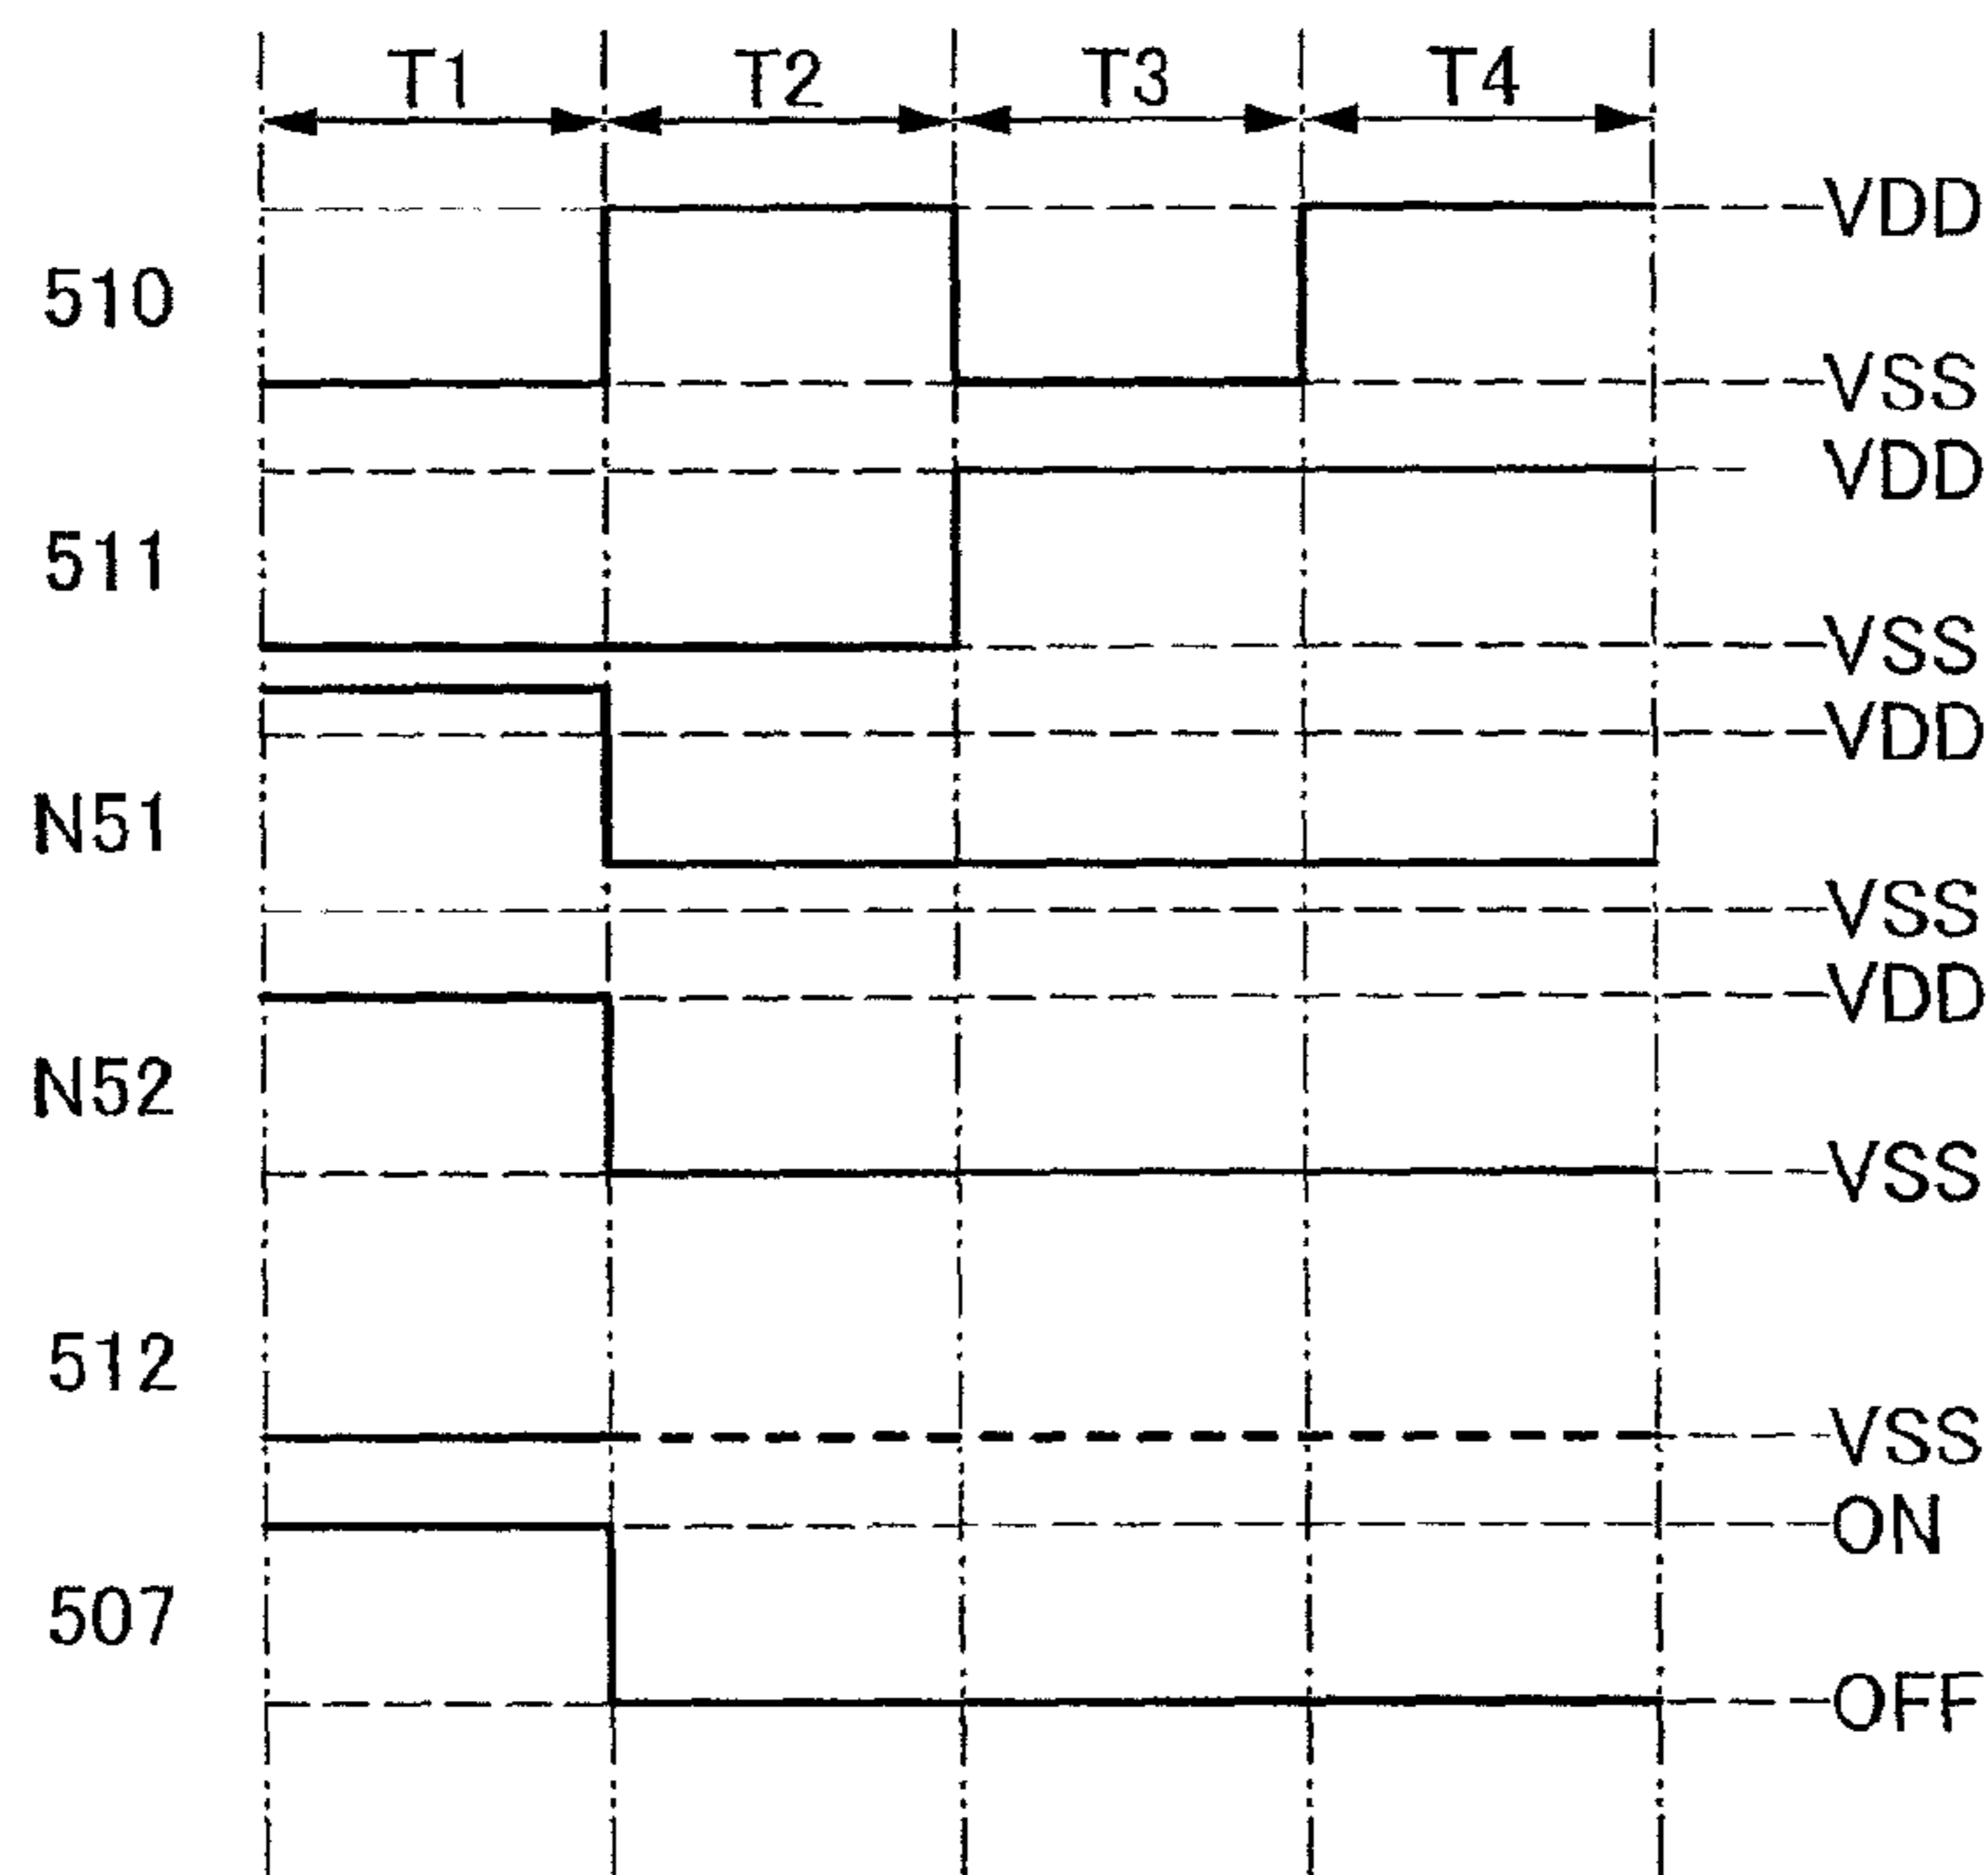 T1 T2 T3 T4
VDD
510
VSS
VDD
511
VSS
VDD
N51
VSS
VDD
N52
VSS
512
VSS
ON
507
OFF